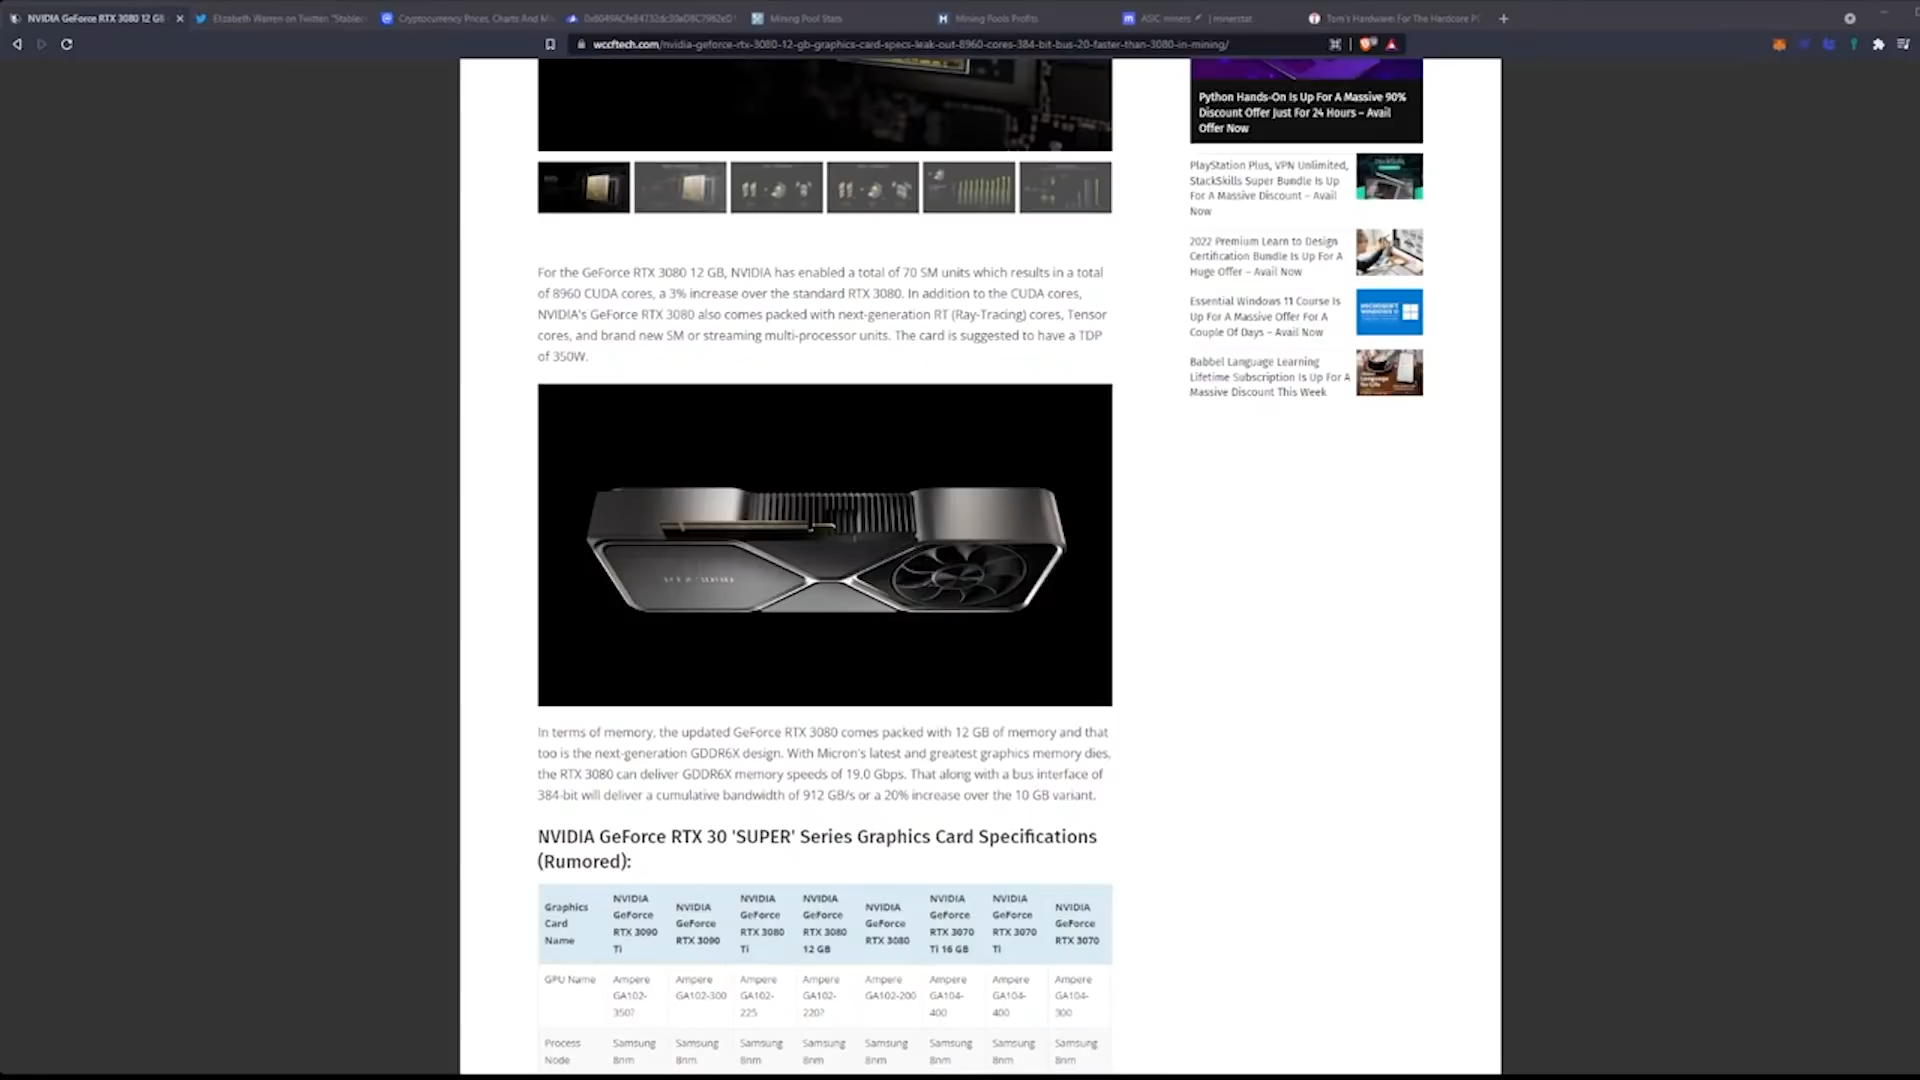 NVIDIA GeForce RTX 3080 12 GB
Elizabeth Warren on Twitter: "Stablec
Cryptocurrency Prices, Charts And M
Mining Pool Stats
Mining Pools Profits
ASIC miners | minerstat
Tom's Hardware: For The Hardcore PC
wccftech.com/nvidia-geforce-rtx-3080-12-gb-graphics-card-specs-leak-out-8960-cores-384-bit-bus-20-faster-than-3080-in-mining/
Python Hands-On Is Up For A Massive 90%
Discount Offer Just For 24 Hours – Avail
Offer Now
PlayStation Plus, VPN Unlimited,
StackSkills Super Bundle Is Up
For A Massive Discount – Avail
Now
2022 Premium Learn to Design
Certification Bundle Is Up For A
Huge Offer – Avail Now
Essential Windows 11 Course Is
Up For A Massive Offer For A
Couple Of Days – Avail Now
Babbel Language Learning
Lifetime Subscription Is Up For A
Massive Discount This Week
For the GeForce RTX 3080 12 GB, NVIDIA has enabled a total of 70 SM units which results in a total
of 8960 CUDA cores, a 3% increase over the standard RTX 3080. In addition to the CUDA cores,
NVIDIA's GeForce RTX 3080 also comes packed with next-generation RT (Ray-Tracing) cores, Tensor
cores, and brand new SM or streaming multi-processor units. The card is suggested to have a TDP
of 350W.
In terms of memory, the updated GeForce RTX 3080 comes packed with 12 GB of memory and that
too is the next-generation GDDR6X design. With Micron's latest and greatest graphics memory dies,
the RTX 3080 can deliver GDDR6X memory speeds of 19.0 Gbps. That along with a bus interface of
384-bit will deliver a cumulative bandwidth of 912 GB/s or a 20% increase over the 10 GB variant.
NVIDIA GeForce RTX 30 'SUPER' Series Graphics Card Specifications
(Rumored):
Graphics Card Name
NVIDIA GeForce RTX 3090 Ti
NVIDIA GeForce RTX 3090
NVIDIA GeForce RTX 3080 Ti
NVIDIA GeForce RTX 3080 12 GB
NVIDIA GeForce RTX 3080
NVIDIA GeForce RTX 3070 Ti 16 GB
NVIDIA GeForce RTX 3070 Ti
NVIDIA GeForce RTX 3070
GPU Name
Ampere GA102-350?
Ampere GA102-300
Ampere GA102-225
Ampere GA102-220?
Ampere GA102-200
Ampere GA104-400
Ampere GA104-400
Ampere GA104-300
Process Node
Samsung 8nm
Samsung 8nm
Samsung 8nm
Samsung 8nm
Samsung 8nm
Samsung 8nm
Samsung 8nm
Samsung 8nm